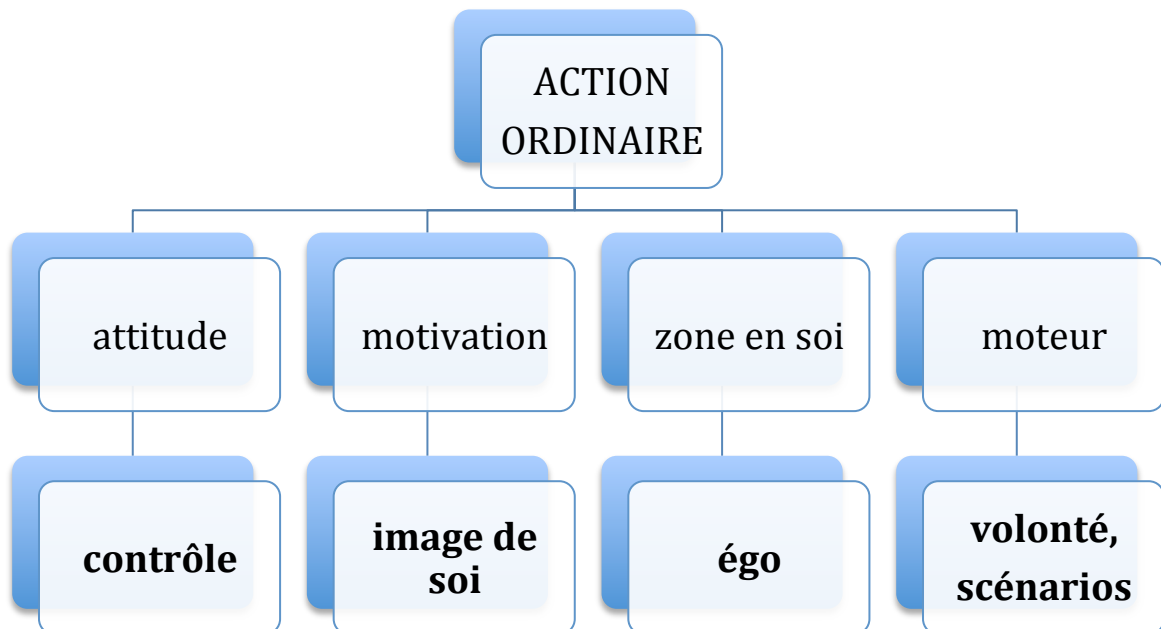 ACTION
ORDINAIRE
attitude
motivation
zone en soi
moteur
contrôle
image de
soi
égo
volonté,
scénarios